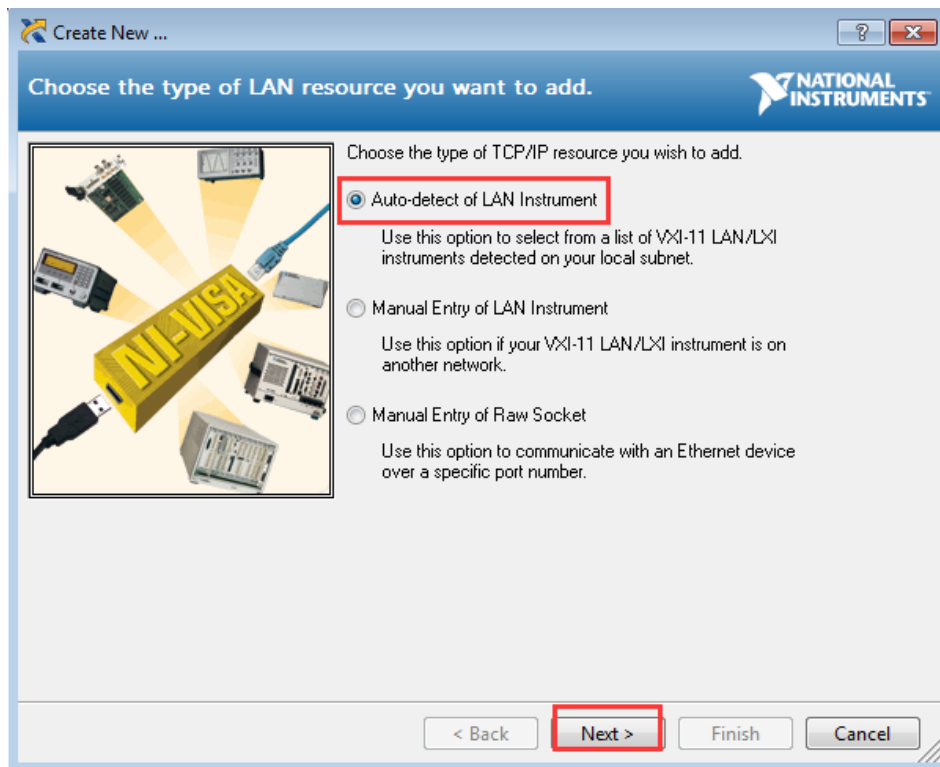 Create New ...
Choose the type of LAN resource you want to add.
NATIONAL
INSTRUMENTS
Choose the type of TCP/IP resource you wish to add.
Auto-detect of LAN Instrument
Use this option to select from a list of VXI-11 LAN/LXI
instruments detected on your local subnet.
Manual Entry of LAN Instrument
Use this option if your VXI-11 LAN/LXI instrument is on
another network.
Manual Entry of Raw Socket
Use this option to communicate with an Ethernet device
over a specific port number.
NI-VISA
< Back
Next >
Finish
Cancel